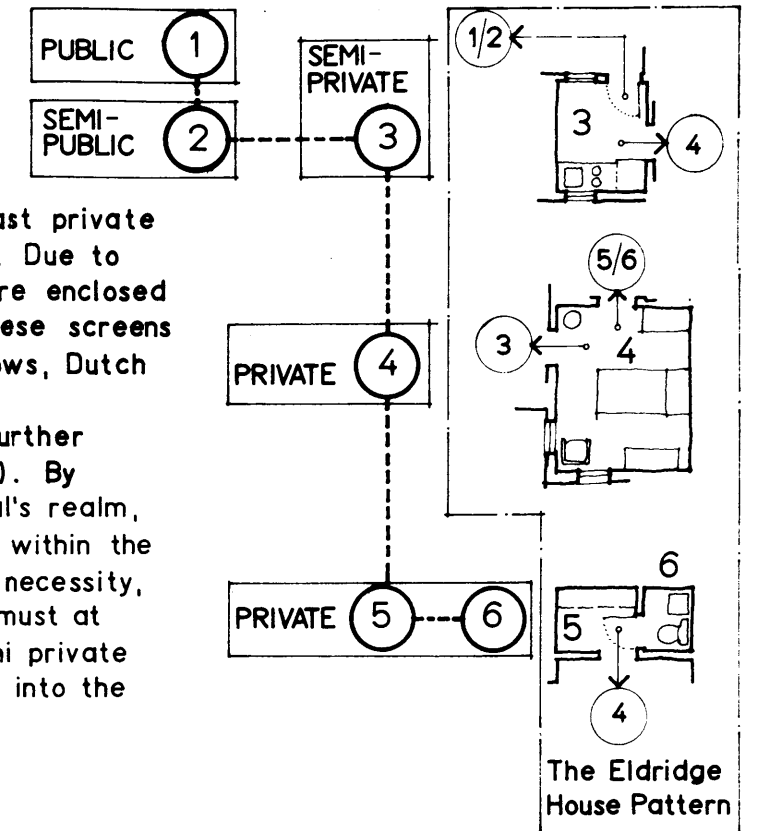 PUBLIC 1
SEMI-
PUBLIC 2
SEMI-
PRIVATE
3
PRIVATE 4
PRIVATE 5 6
ast private
. Due to
re enclosed
ese screens
ows, Dutch
urther
). By
al's realm,
within the
necessity,
must at
ni private
into the
1/2
3
4
5/6
3
4
6
5
4
The Eldridge
House Pattern